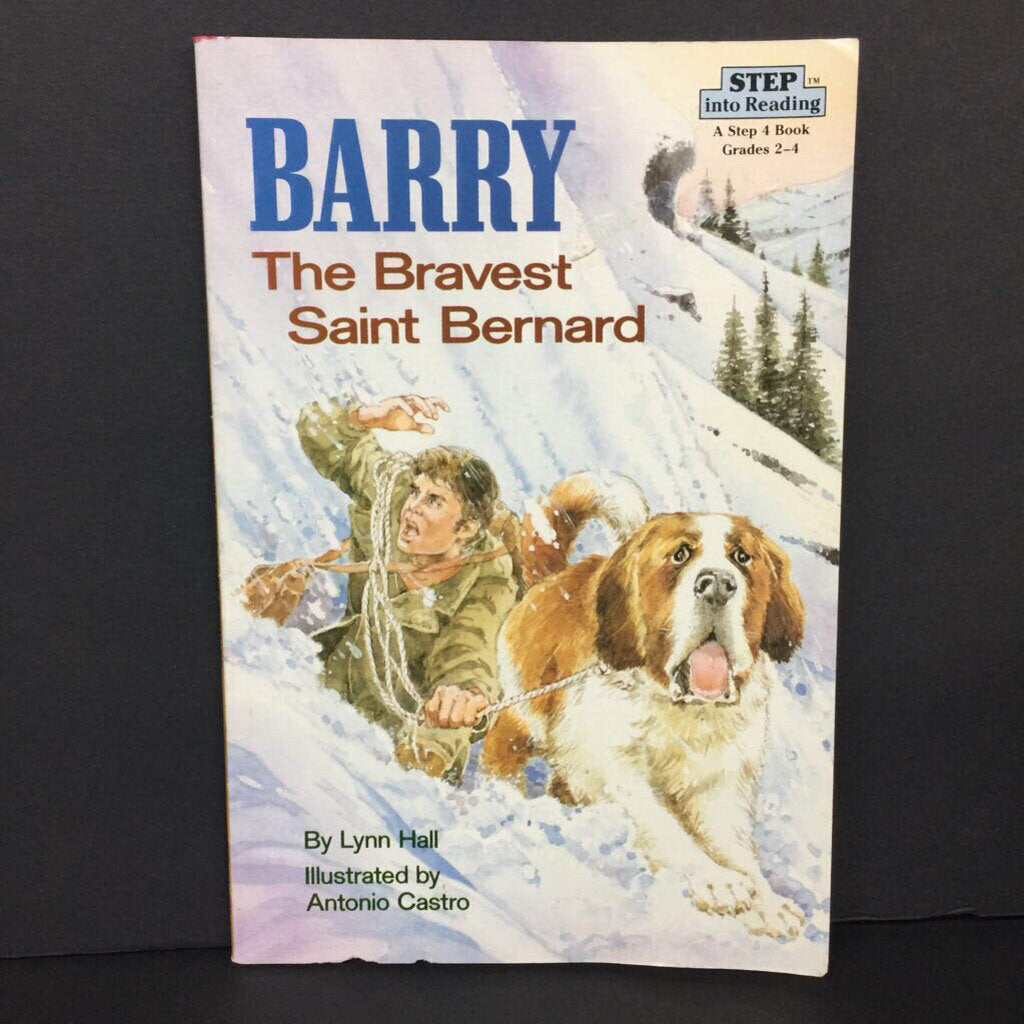 STEP™
into Reading
A Step 4 Book
Grades 2–4
BARRY
The Bravest
Saint Bernard
By Lynn Hall
Illustrated by
Antonio Castro